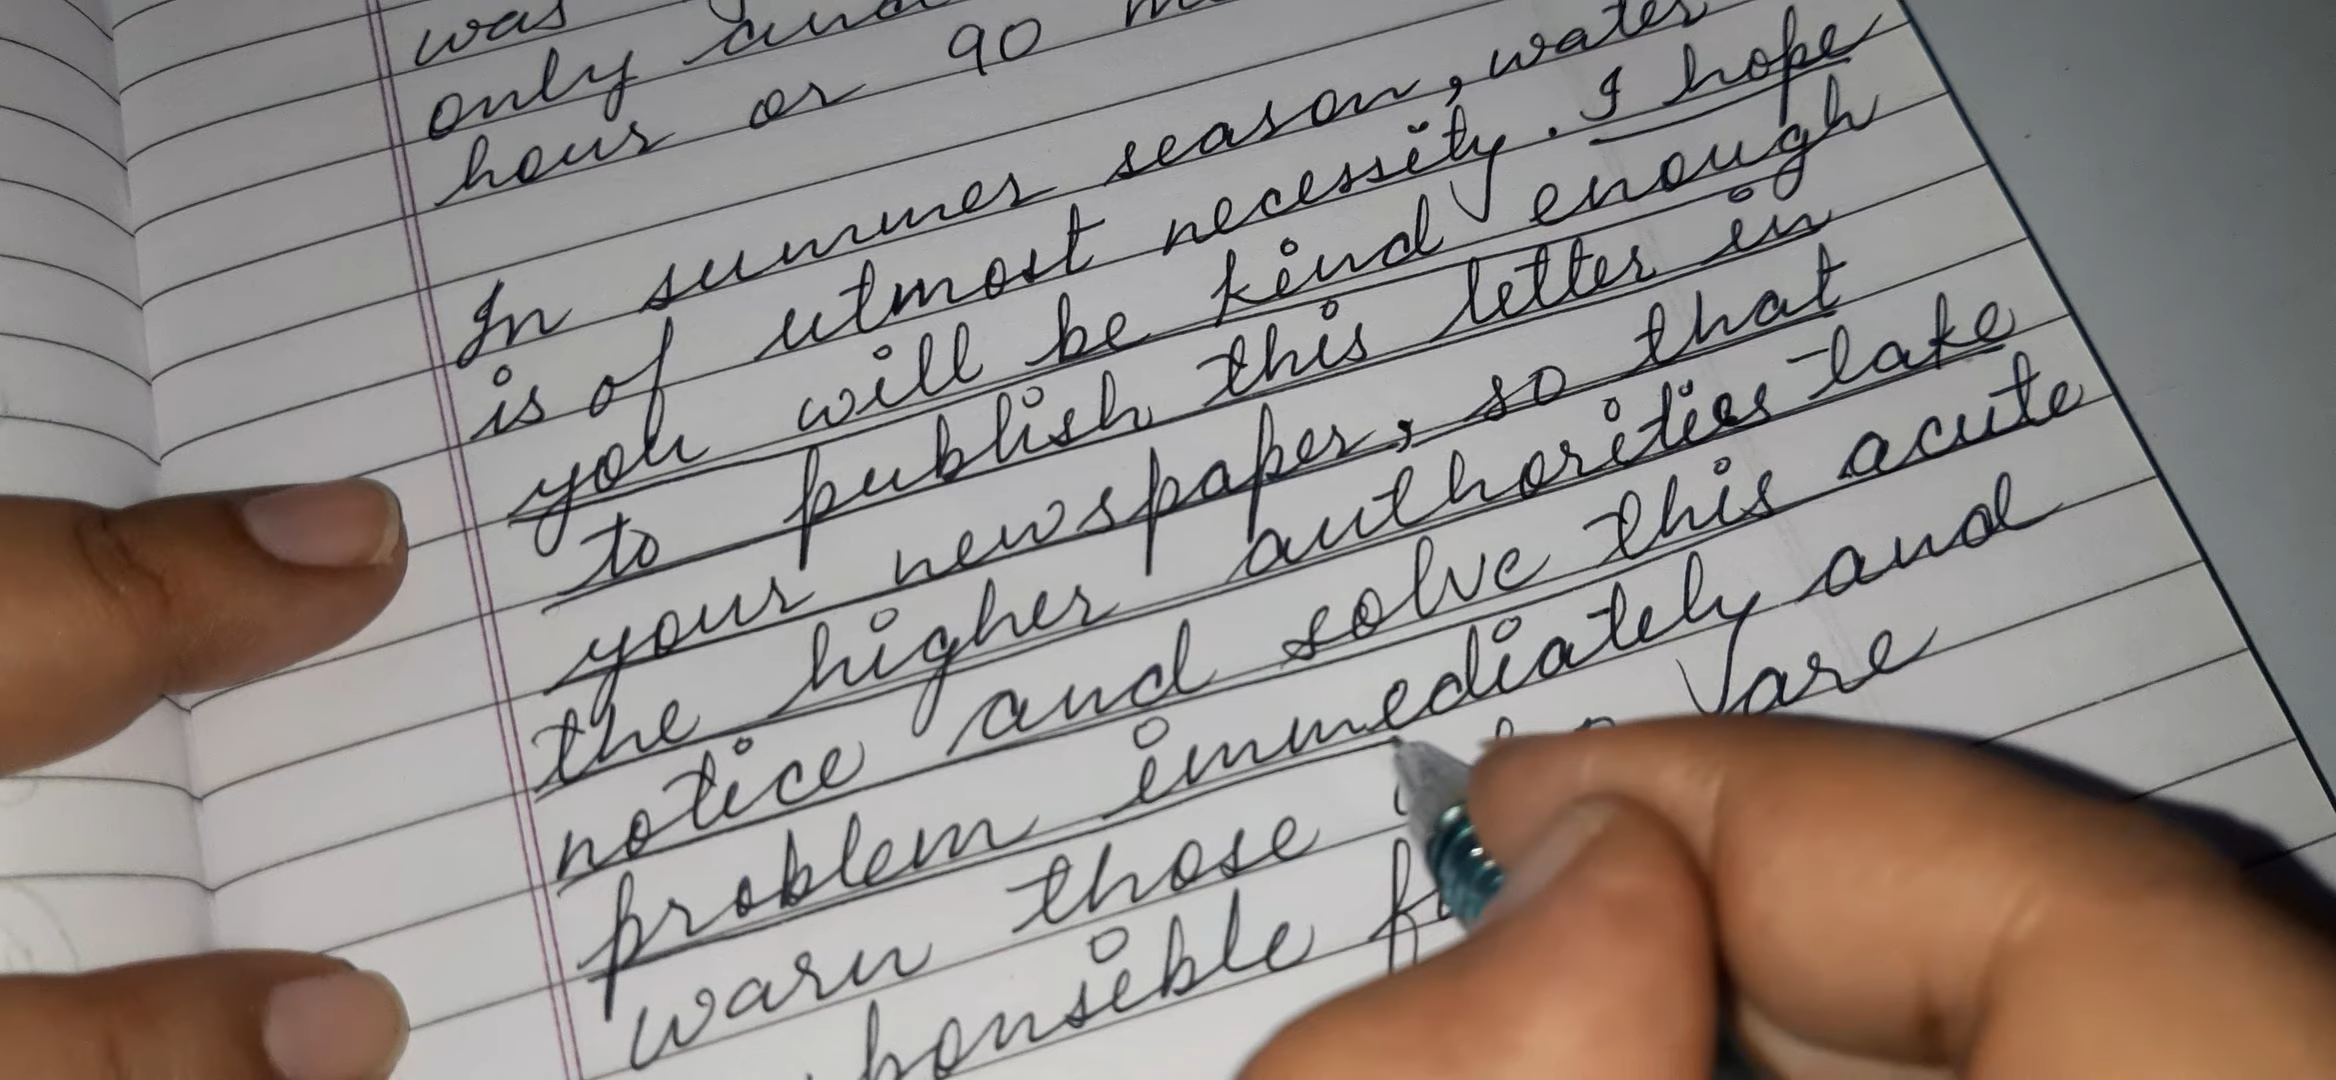 was
only and
hour or 90
In summer season, water
is of utmost necessity. I hope
you will be kind enough
to publish this letter in
your newspaper, so that
the higher authorities take
notice and solve this acute
problem immediately and
warn those are